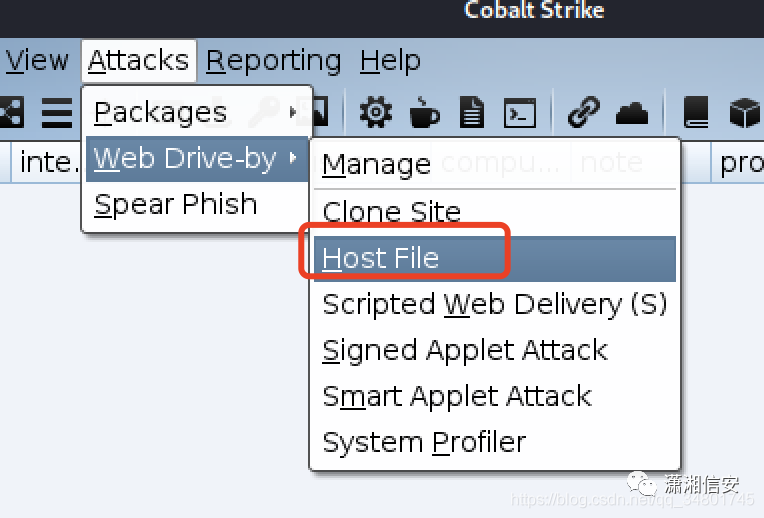 Cobalt Strike
View Attacks Reporting Help
Packages
inte... Web Drive-by Manage compu... note pro
Spear Phish Clone Site
Host File
Scripted Web Delivery (S)
Signed Applet Attack
Smart Applet Attack
System Profiler
潇湘信安
https://blog.csdn.net/qq_34801745